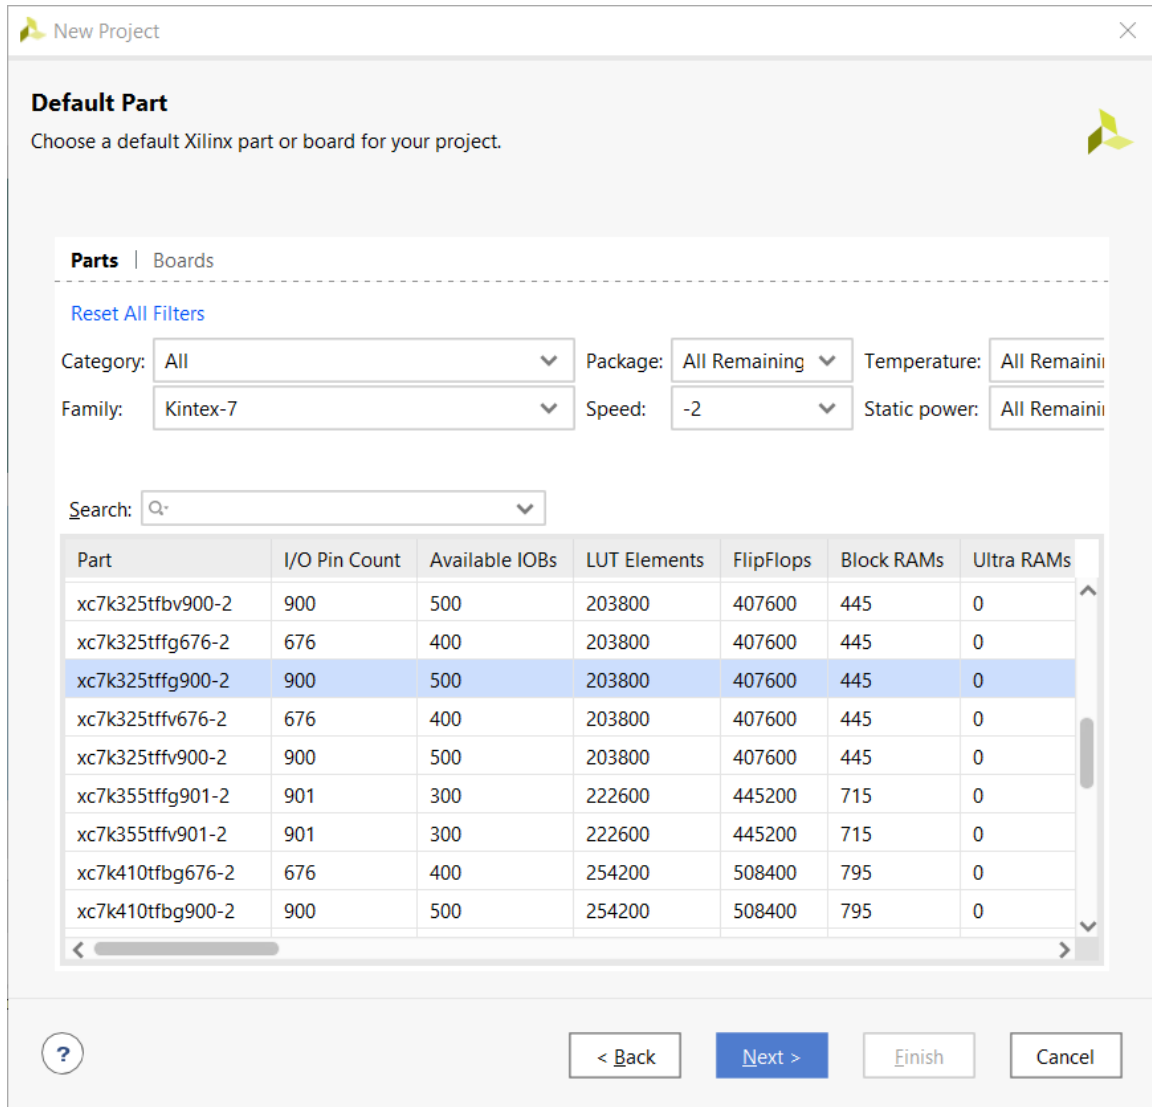 New Project
Default Part
Choose a default Xilinx part or board for your project.
Parts | Boards
Reset All Filters
Category: All Package: All Remaining Temperature: All Remaini
Family: Kintex-7 Speed: -2 Static power: All Remaini
Search:
Part I/O Pin Count Available IOBs LUT Elements FlipFlops Block RAMs Ultra RAMs
xc7k325tfbv900-2 900 500 203800 407600 445 0
xc7k325tffg676-2 676 400 203800 407600 445 0
xc7k325tffg900-2 900 500 203800 407600 445 0
xc7k325tffv676-2 676 400 203800 407600 445 0
xc7k325tffv900-2 900 500 203800 407600 445 0
xc7k355tffg901-2 901 300 222600 445200 715 0
xc7k355tffv901-2 901 300 222600 445200 715 0
xc7k410tfbg676-2 676 400 254200 508400 795 0
xc7k410tfbg900-2 900 500 254200 508400 795 0
? < Back Next > Finish Cancel